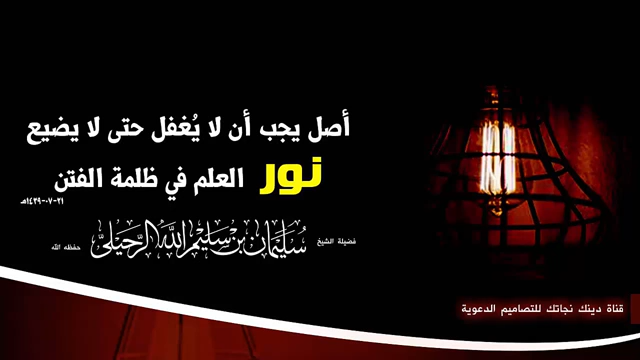 أصل يجب أن لا يُغفل حتى لا يضيع
نور العلم في ظلمة الفتن
٢١-٠٧-١٤٣٩هـ
فضيلة الشيخ سليمان بن سليم الله الرحيلي حفظه الله
قناة دينك نجاتك للتصاميم الدعوية